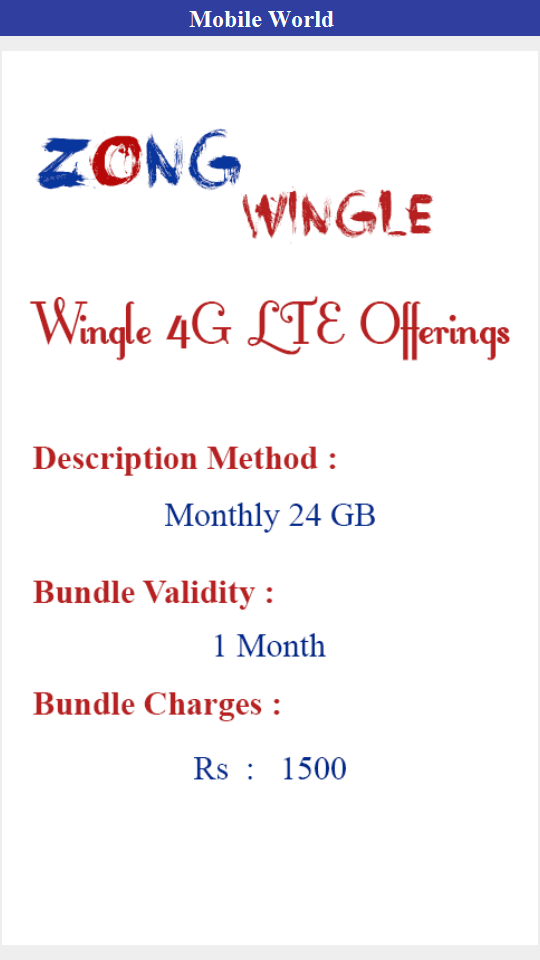 Mobile World
ZONG
WINGLE
Wingle 4G LTE Offerings
Description Method :
Monthly 24 GB
Bundle Validity :
1 Month
Bundle Charges :
Rs : 1500